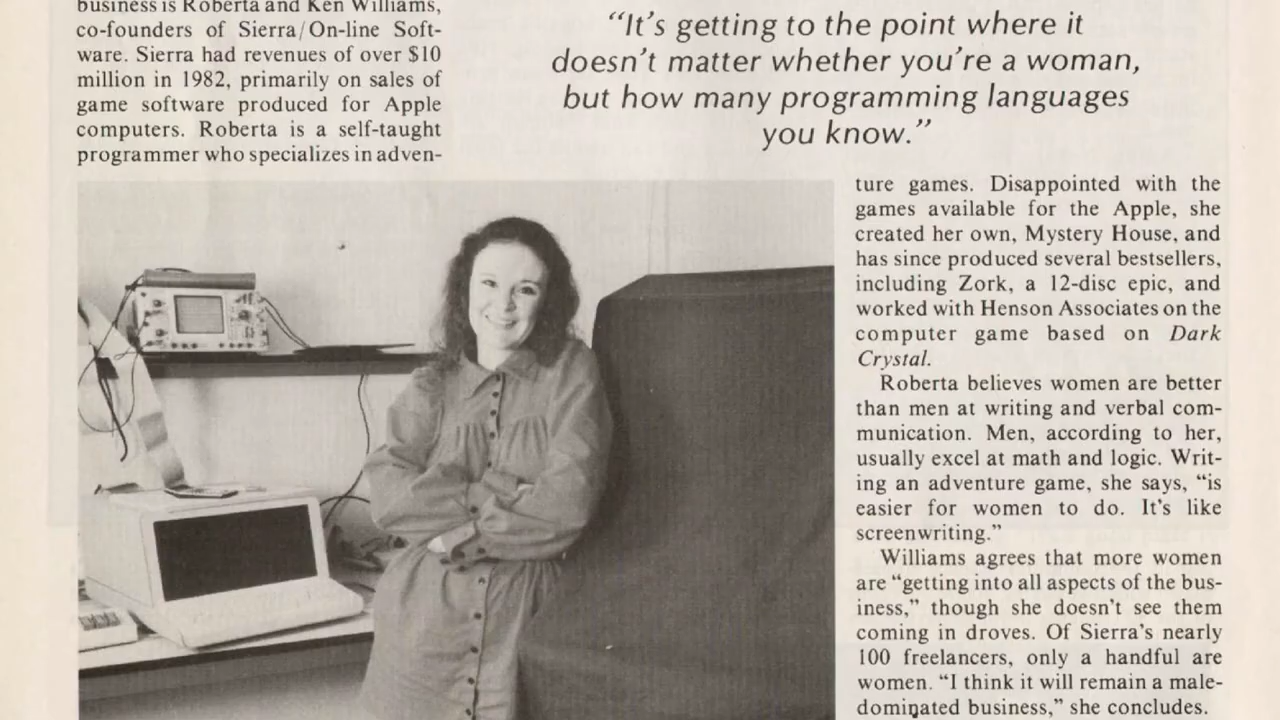 business is Roberta and Ken Williams,
co-founders of Sierra/On-line Soft-
ware. Sierra had revenues of over $10
million in 1982, primarily on sales of
game software produced for Apple
computers. Roberta is a self-taught
programmer who specializes in adven-
“It’s getting to the point where it
doesn’t matter whether you’re a woman,
but how many programming languages
you know.”
ture games. Disappointed with the
games available for the Apple, she
created her own, Mystery House, and
has since produced several bestsellers,
including Zork, a 12-disc epic, and
worked with Henson Associates on the
computer game based on Dark
Crystal.
Roberta believes women are better
than men at writing and verbal com-
munication. Men, according to her,
usually excel at math and logic. Writ-
ing an adventure game, she says, “is
easier for women to do. It’s like
screenwriting.”
Williams agrees that more women
are “getting into all aspects of the bus-
iness,” though she doesn’t see them
coming in droves. Of Sierra’s nearly
100 freelancers, only a handful are
women. “I think it will remain a male-
dominated business,” she concludes.